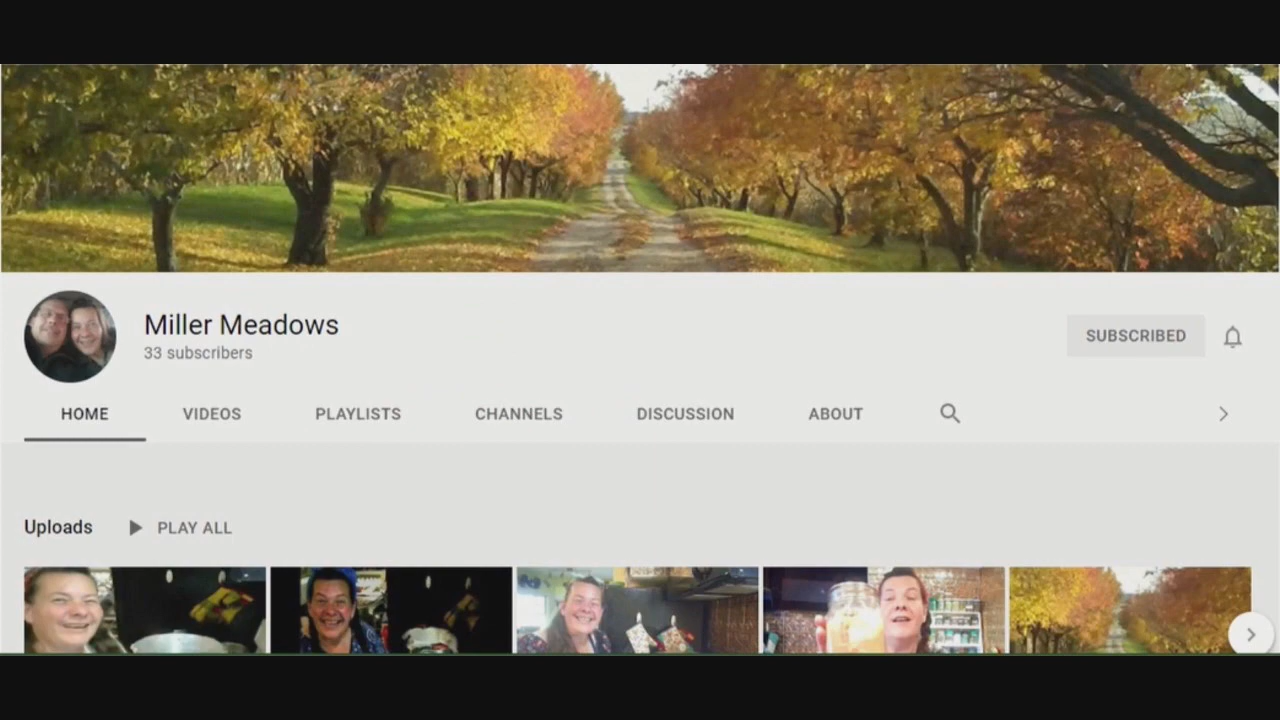 Miller Meadows
33 subscribers
SUBSCRIBED
HOME VIDEOS PLAYLISTS CHANNELS DISCUSSION ABOUT
Uploads PLAY ALL